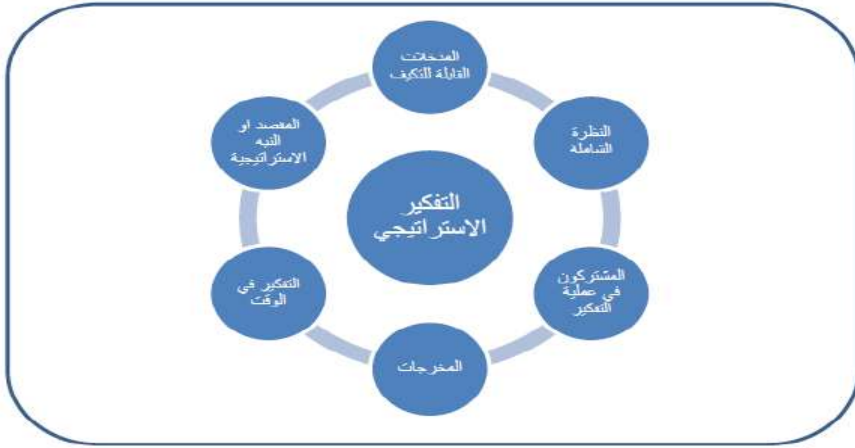 المدخلات
القابلة للتكيف
النظرة
الشاملة
المشتركون
في عملية
التفكير
المخرجات
التفكير في
الوقت
المقصد او
النيه
الاستراتيجية
التفكير
الاستراتيجي